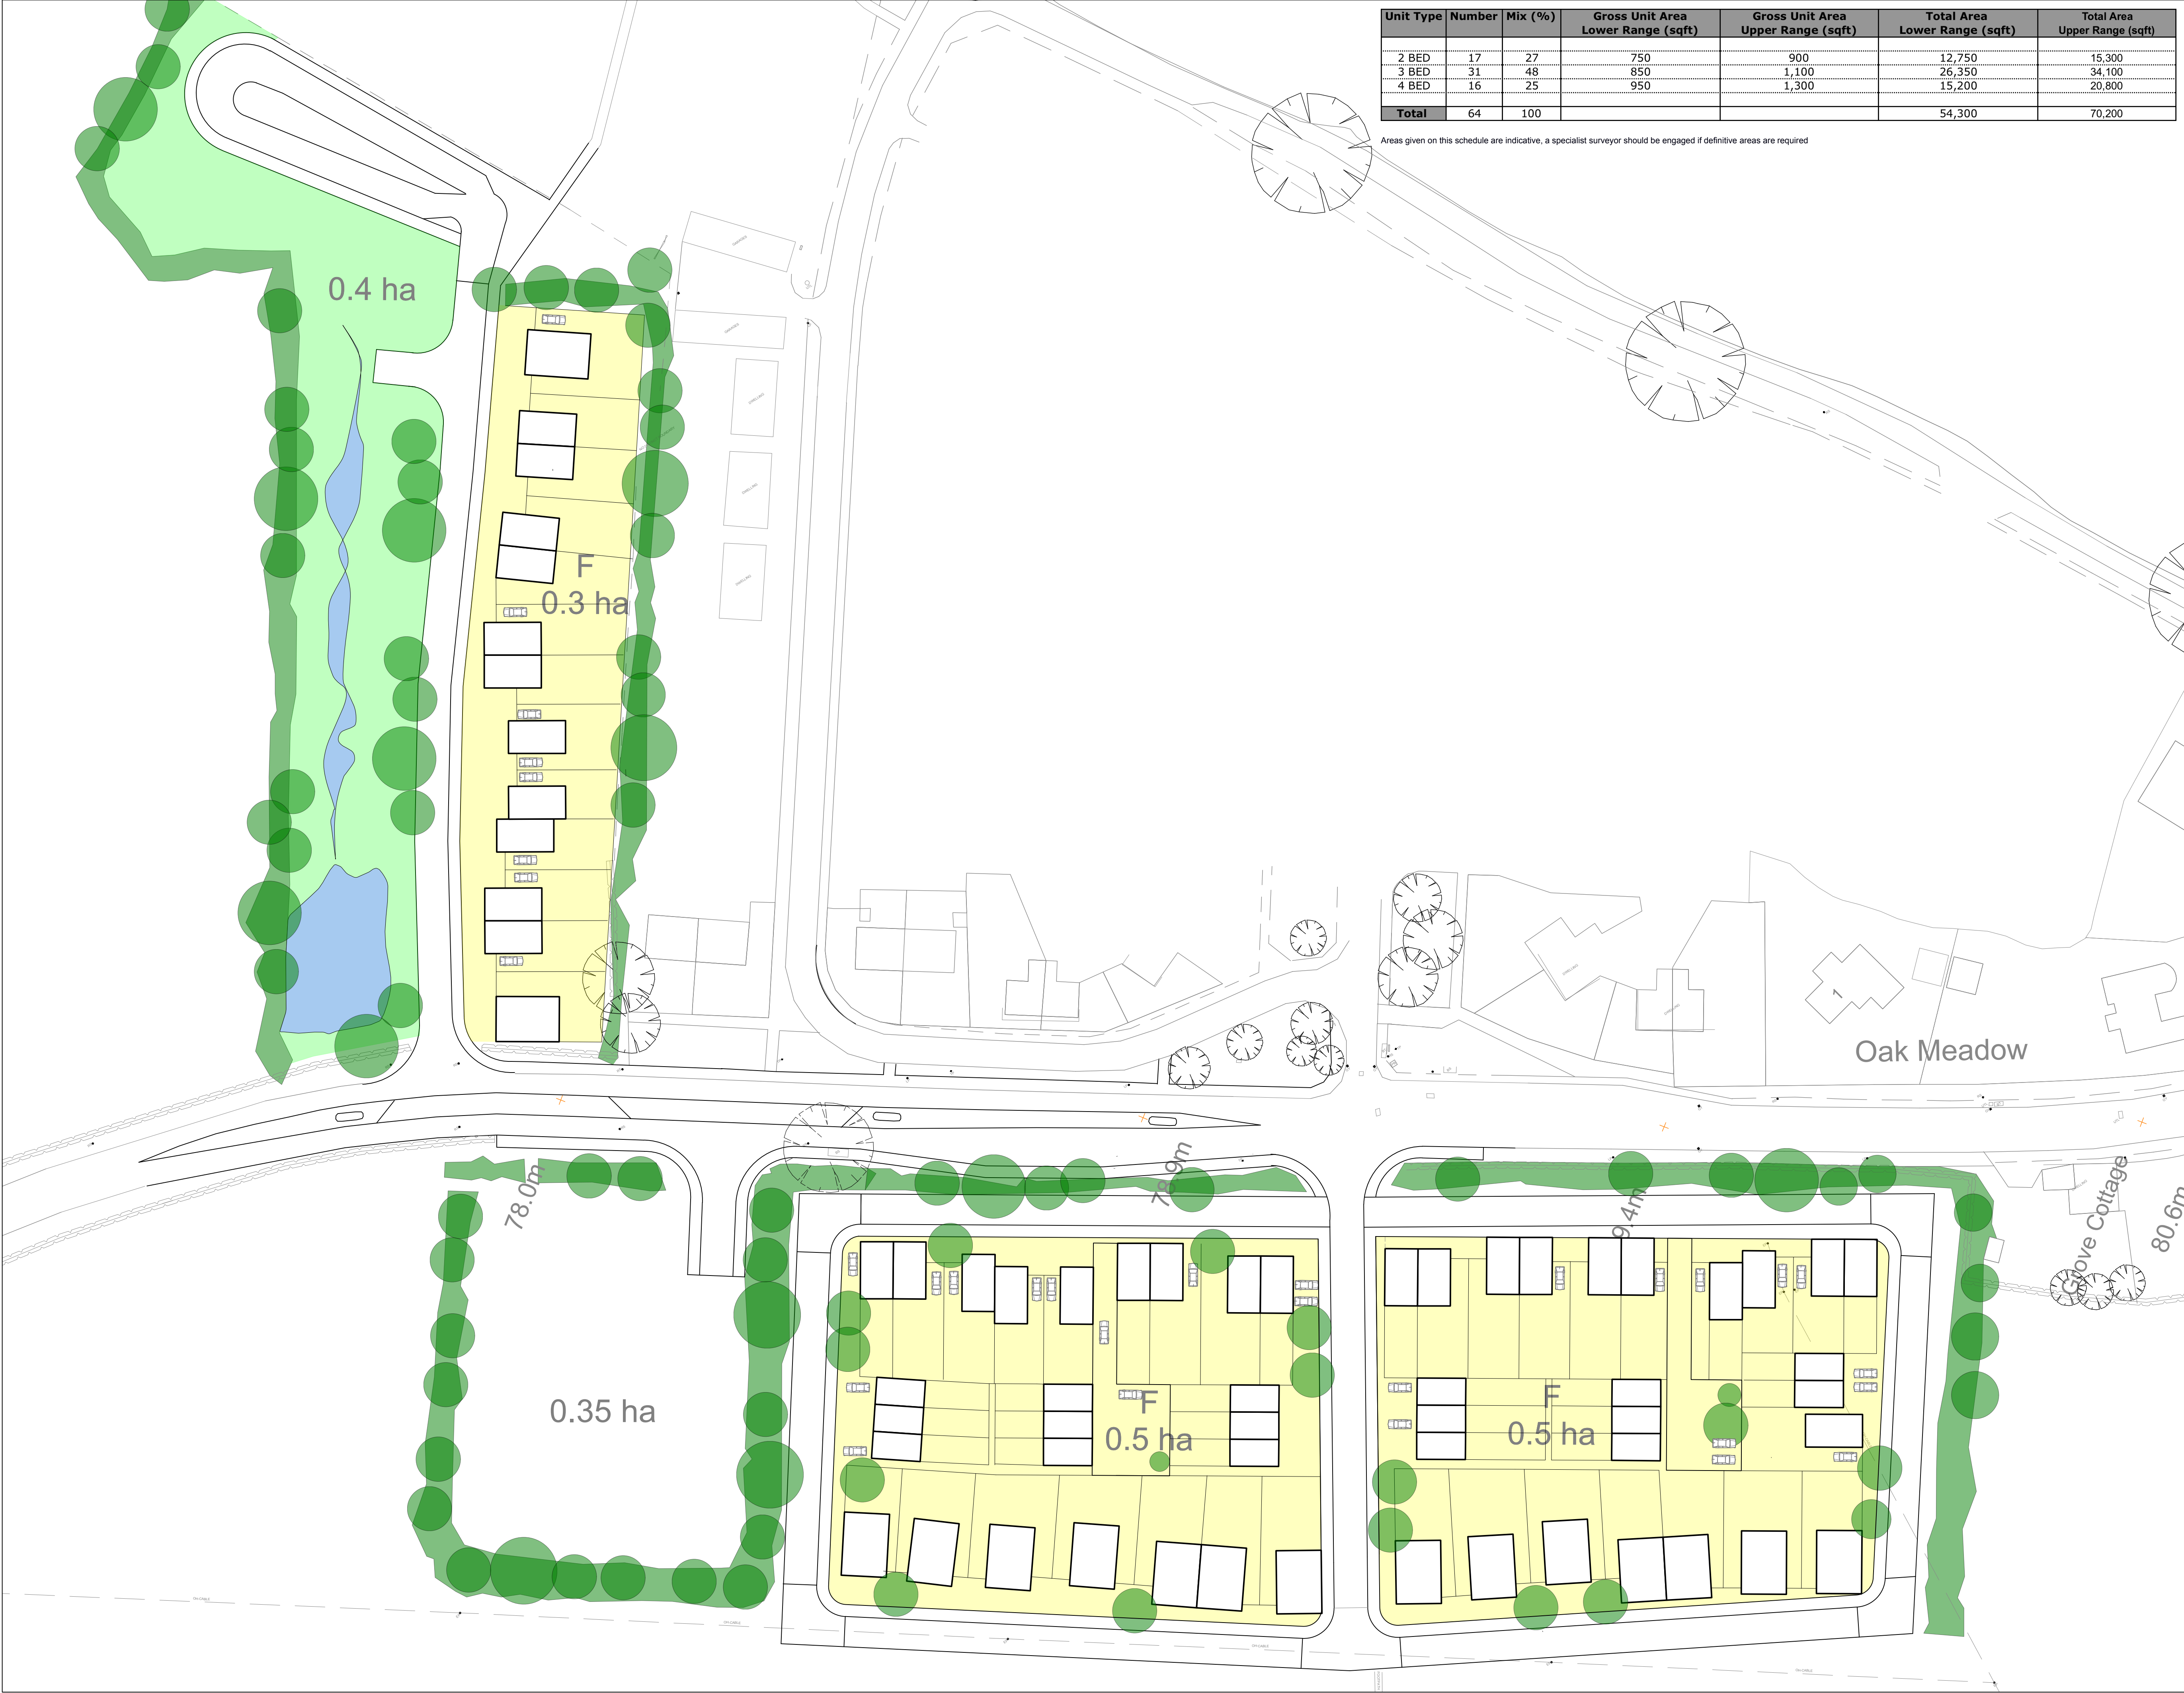 Unit Type Number Mix (%) Gross Unit Area Lower Range (sqft) Gross Unit Area Upper Range (sqft) Total Area Lower Range (sqft) Total Area Upper Range (sqft)
2 BED 17 27 750 900 12,750 15,300
3 BED 31 48 850 1,100 26,350 34,100
4 BED 16 25 950 1,300 15,200 20,800
Total 64 100 54,300 70,200
Areas given on this schedule are indicative, a specialist surveyor should be engaged if definitive areas are required
0.4 ha
F
0.3 ha
1
Oak Meadow
78.0m
78.9m
9.4m
Grove Cottage
80.6m
0.35 ha
F
0.5 ha
F
0.5 ha